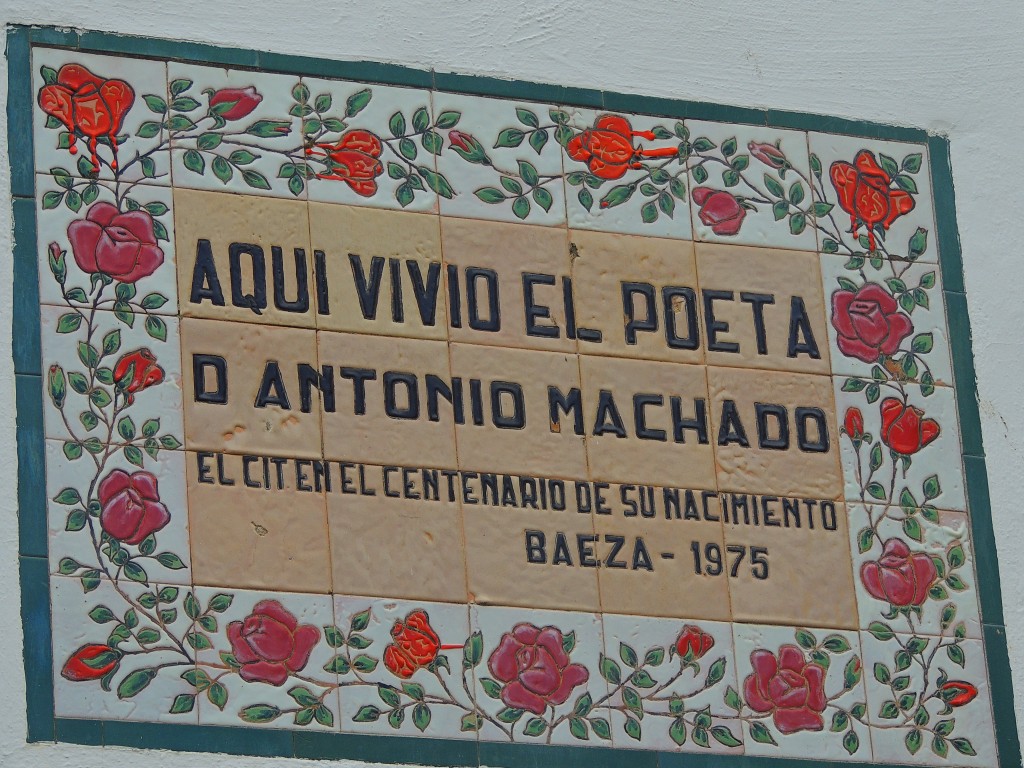 AQUI VIVIO EL POETA
D ANTONIO MACHADO
EL CIT EN EL CENTENARIO DE SU NACIMIENTO
BAEZA - 1975